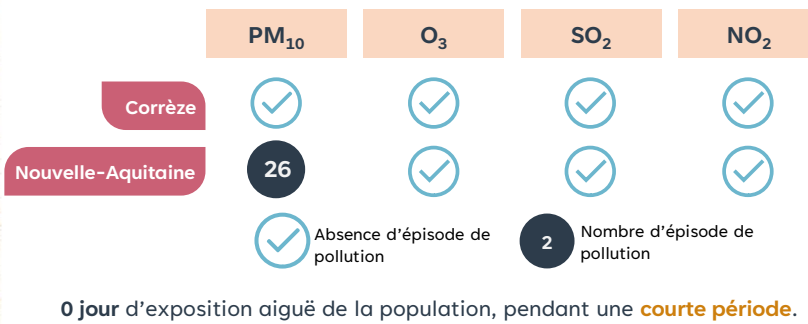 PM₁₀ O₃ SO₂ NO₂
Corrèze
Nouvelle-Aquitaine 26
Absence d'épisode de
pollution
2 Nombre d'épisode de
pollution
0 jour d'exposition aiguë de la population, pendant une courte période.